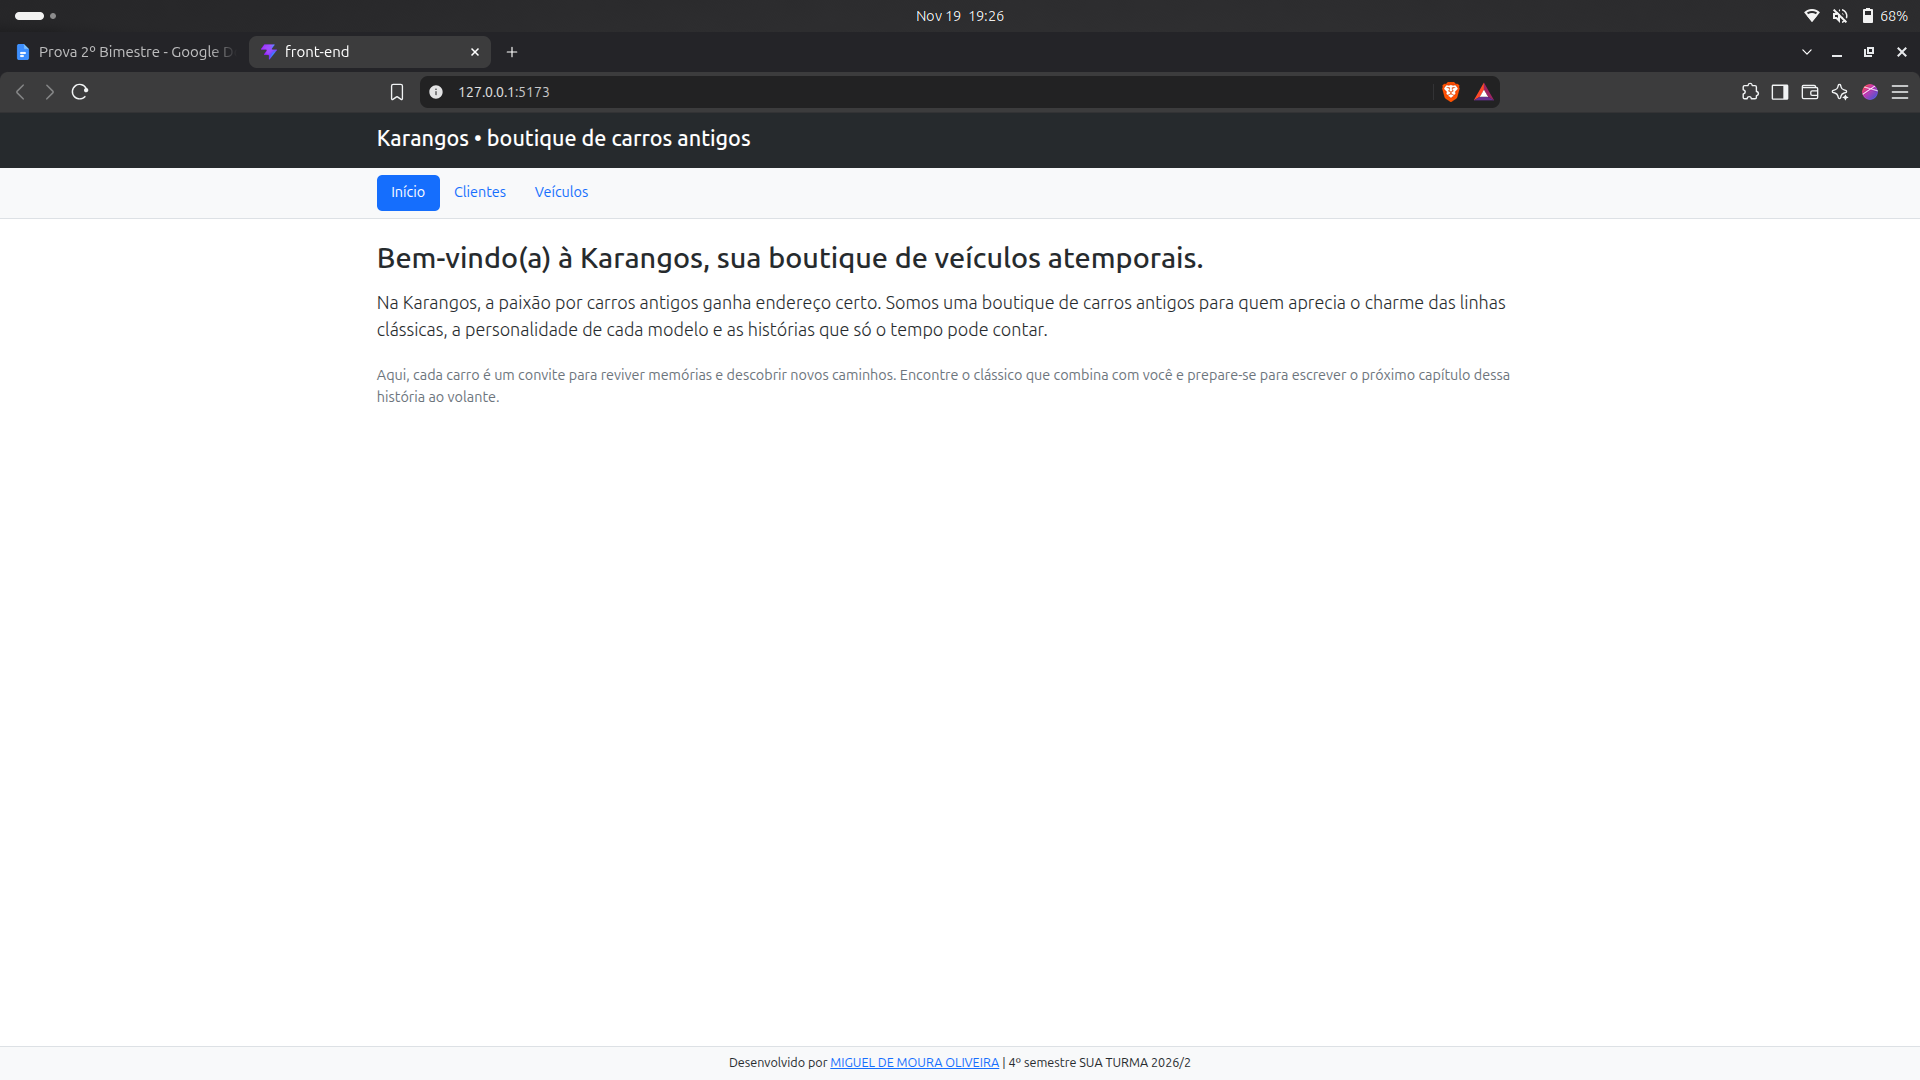 Nov 19 19:26
68%
Prova 2º Bimestre - Google D
front-end
127.0.0.1:5173
Karangos • boutique de carros antigos
Início Clientes Veículos
Bem-vindo(a) à Karangos, sua boutique de veículos atemporais.
Na Karangos, a paixão por carros antigos ganha endereço certo. Somos uma boutique de carros antigos para quem aprecia o charme das linhas
clássicas, a personalidade de cada modelo e as histórias que só o tempo pode contar.
Aqui, cada carro é um convite para reviver memórias e descobrir novos caminhos. Encontre o clássico que combina com você e prepare-se para escrever o próximo capítulo dessa
história ao volante.
Desenvolvido por MIGUEL DE MOURA OLIVEIRA | 4º semestre SUA TURMA 2026/2